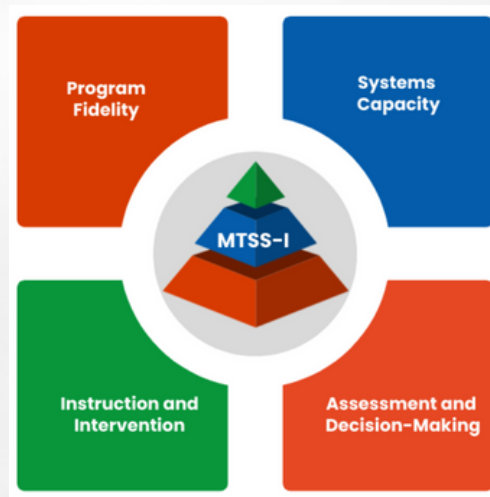 Program
Fidelity
Systems
Capacity
MTSS-I
Instruction and
Intervention
Assessment and
Decision-Making